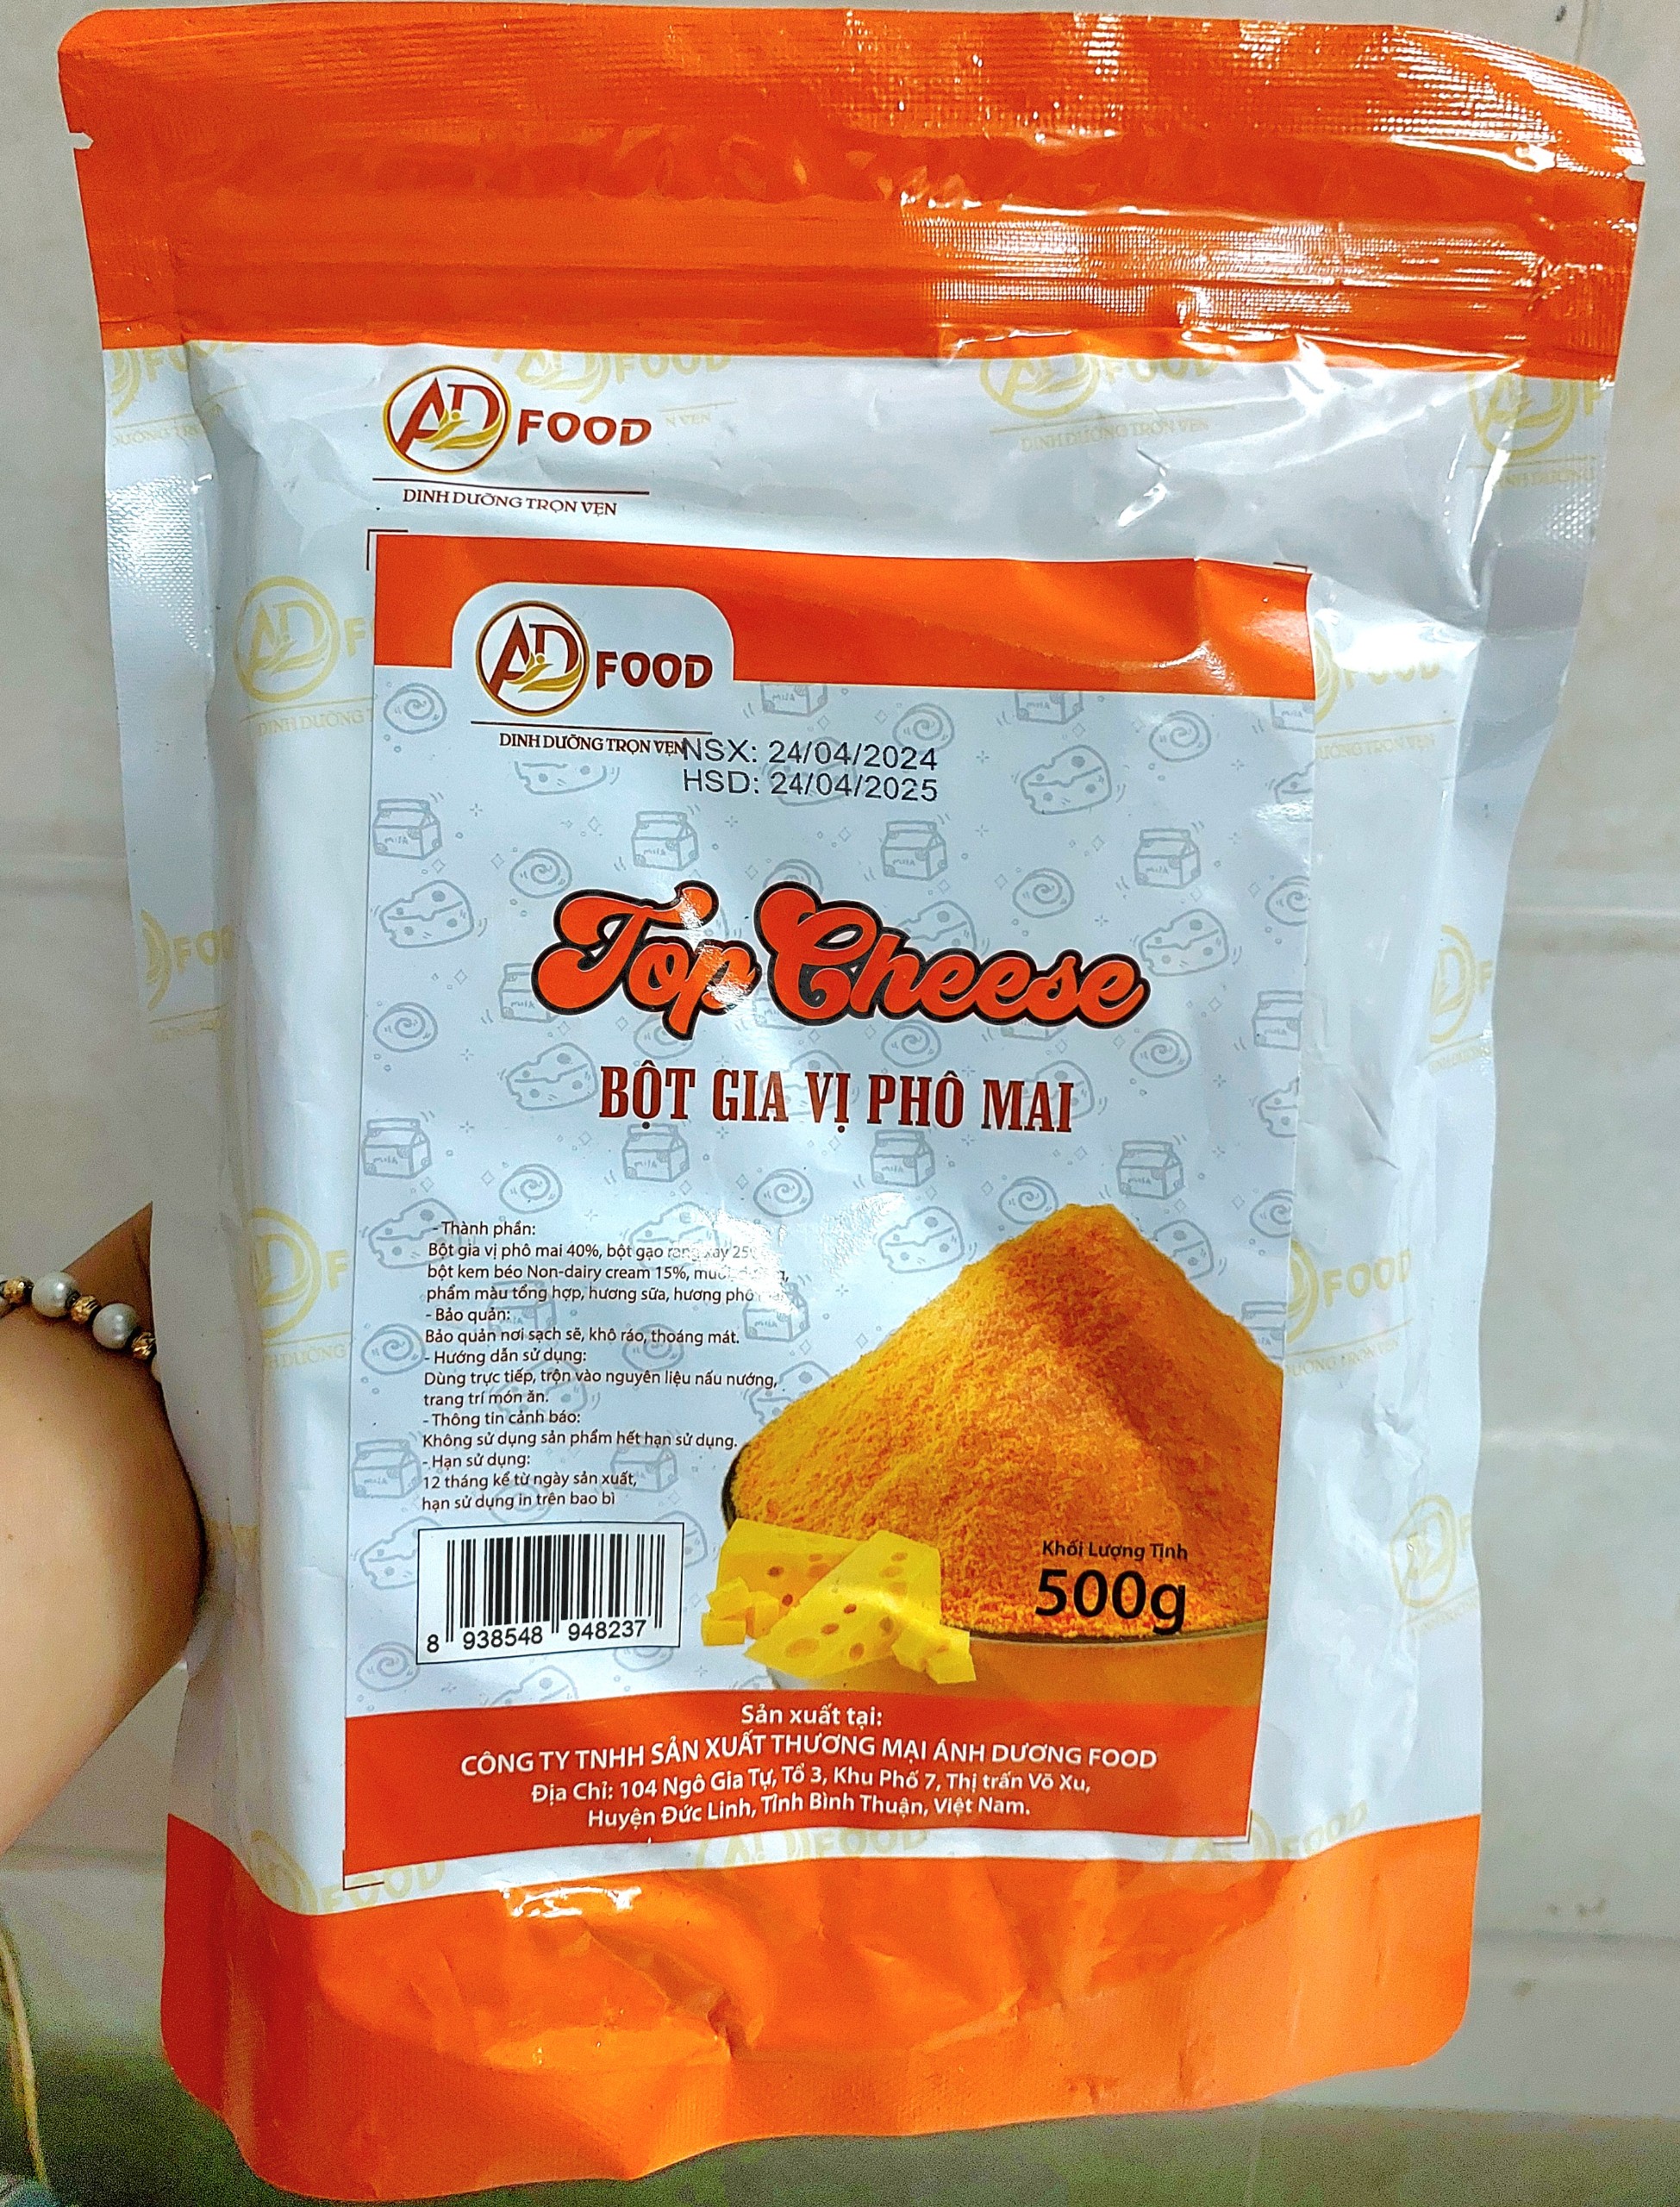 AD FOOD
DINH DƯỠNG TRỌN VẸN
AD FOOD
DINH DƯỠNG TRỌN VẸN
NSX: 24/04/2024
HSD: 24/04/2025
Top Cheese
BỘT GIA VỊ PHÔ MAI
- Thành phần:
Bột gia vị phô mai 40%, bột gạo rang xay 25%
bột kem béo Non-dairy cream 15%, muối,
phẩm màu tổng hợp, hương sữa, hương phô
- Bảo quản:
Bảo quản nơi sạch sẽ, khô ráo, thoáng mát.
- Hướng dẫn sử dụng:
Dùng trực tiếp, trộn vào nguyên liệu nấu nướng,
trang trí món ăn.
- Thông tin cảnh báo:
Không sử dụng sản phẩm hết hạn sử dụng.
- Hạn sử dụng:
12 tháng kể từ ngày sản xuất,
hạn sử dụng in trên bao bì
8 938548 948237
Khối Lượng Tịnh
500g
Sản xuất tại:
CÔNG TY TNHH SẢN XUẤT THƯƠNG MẠI ÁNH DƯƠNG FOOD
Địa Chỉ: 104 Ngô Gia Tự, Tổ 3, Khu Phố 7, Thị trấn Võ Xu,
Huyện Đức Linh, Tỉnh Bình Thuận, Việt Nam.